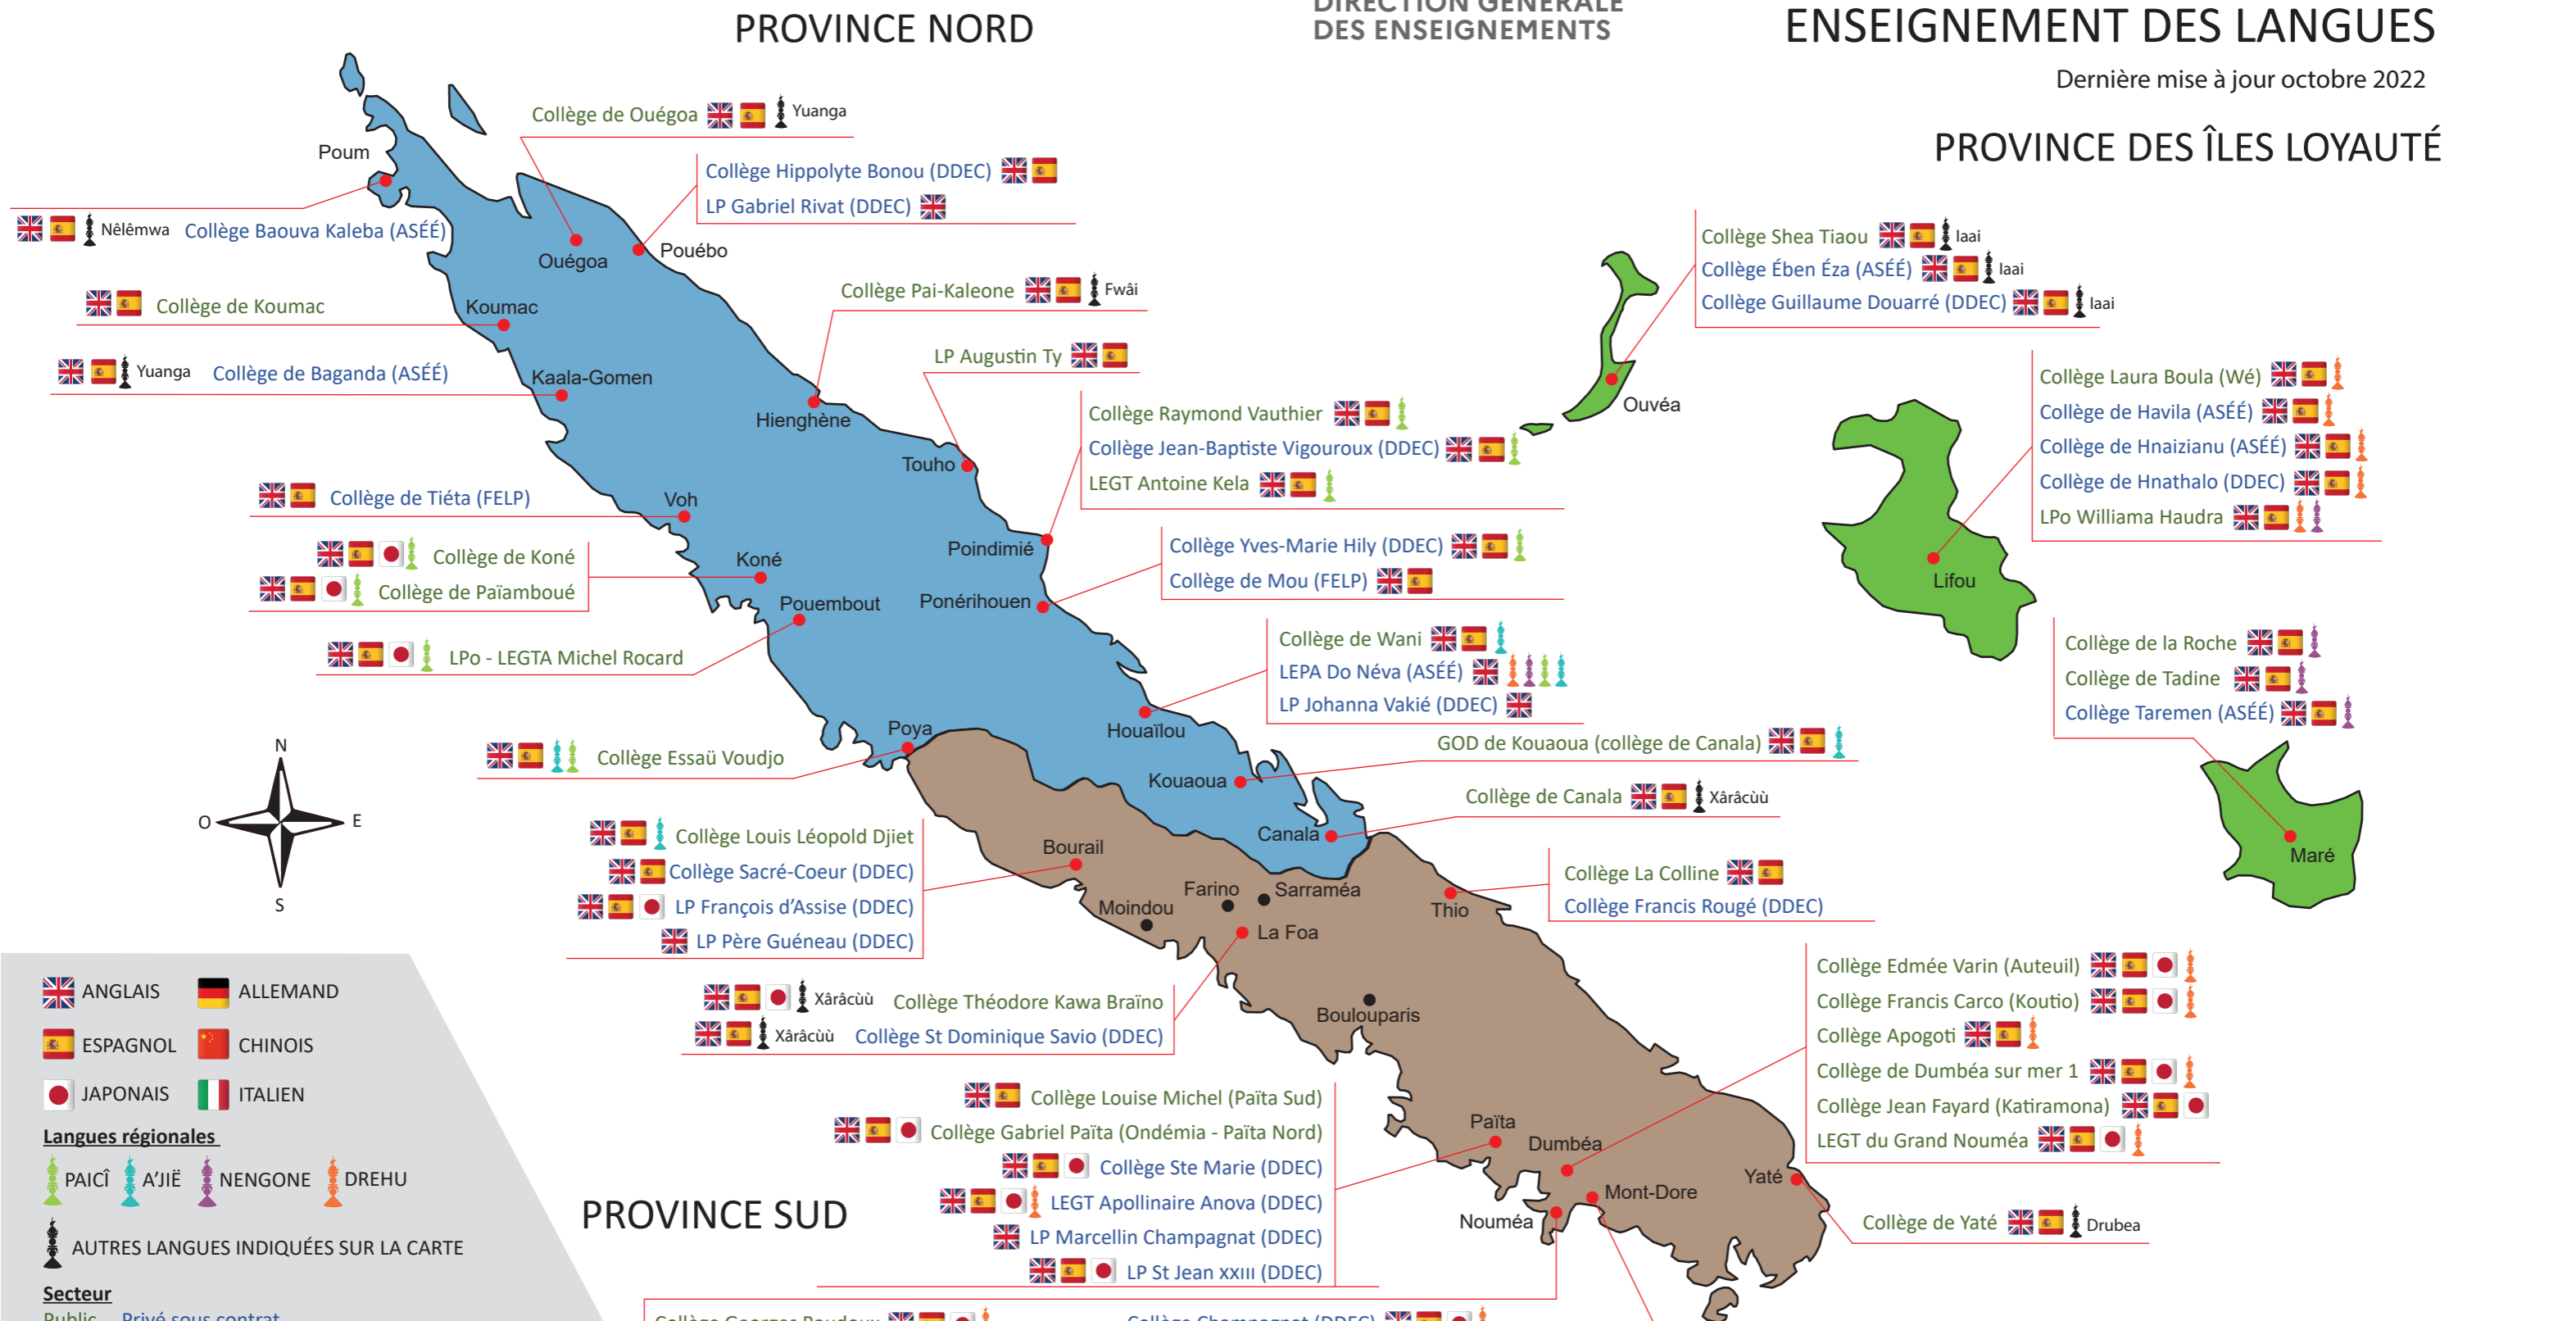 PROVINCE NORD
DIRECTION GÉNÉRALE
DES ENSEIGNEMENTS
ENSEIGNEMENT DES LANGUES
Dernière mise à jour octobre 2022
PROVINCE DES ÎLES LOYAUTÉ
Collège de Ouégoa Yuanga
Poum
Collège Hippolyte Bonou (DDEC)
LP Gabriel Rivat (DDEC)
Nêlêmwa Collège Baouva Kaleba (ASÉÉ)
Ouégoa
Pouébo
Collège Shea Tiaou Iaai
Collège Ében Éza (ASÉÉ) Iaai
Collège Guillaume Douarré (DDEC) Iaai
Collège Pai-Kaleone Fwâi
Collège de Koumac
Koumac
LP Augustin Ty
Yuanga Collège de Baganda (ASÉÉ)
Kaala-Gomen
Hienghène
Ouvéa
Collège Laura Boula (Wé)
Collège de Havila (ASÉÉ)
Collège de Hnaizianu (ASÉÉ)
Collège de Hnathalo (DDEC)
LPo Williama Haudra
Collège Raymond Vauthier
Collège Jean-Baptiste Vigouroux (DDEC)
LEGT Antoine Kela
Touho
Collège de Tiéta (FELP)
Voh
Poindimié
Collège Yves-Marie Hily (DDEC)
Collège de Mou (FELP)
Collège de Koné
Collège de Païamboué
Koné
Pouembout
Ponérihouen
Lifou
LPo - LEGTA Michel Rocard
Collège de Wani
LEPA Do Néva (ASÉÉ)
LP Johanna Vakié (DDEC)
Collège de la Roche
Collège de Tadine
Collège Taremen (ASÉÉ)
Poya
Houaïlou
Collège Essaü Voudjo
GOD de Kouaoua (collège de Canala)
Kouaoua
N
O
E
S
Collège de Canala Xârâcùù
Canala
Maré
Collège Louis Léopold Djiet
Collège Sacré-Coeur (DDEC)
LP François d'Assise (DDEC)
LP Père Guéneau (DDEC)
Bourail
Farino
Sarraméa
Moindou
La Foa
Thio
Collège La Colline
Collège Francis Rougé (DDEC)
Xârâcùù Collège Théodore Kawa Braïno
Xârâcùù Collège St Dominique Savio (DDEC)
Boulouparis
Collège Edmée Varin (Auteuil)
Collège Francis Carco (Koutio)
Collège Apogoti
Collège de Dumbéa sur mer 1
Collège Jean Fayard (Katiramona)
LEGT du Grand Nouméa
ANGLAIS
ALLEMAND
ESPAGNOL
CHINOIS
JAPONAIS
ITALIEN
Langues régionales
PAICÎ
A'JIË
NENGONE
DREHU
AUTRES LANGUES INDIQUÉES SUR LA CARTE
Secteur
Public
Privé sous contrat
PROVINCE SUD
Collège Louise Michel (Païta Sud)
Collège Gabriel Païta (Ondémia - Païta Nord)
Collège Ste Marie (DDEC)
LEGT Apollinaire Anova (DDEC)
LP Marcellin Champagnat (DDEC)
LP St Jean XXIII (DDEC)
Païta
Dumbéa
Mont-Dore
Nouméa
Yaté
Collège de Yaté Drubea
Collège Georges Baudoux
Collège Champagnat (DDEC)